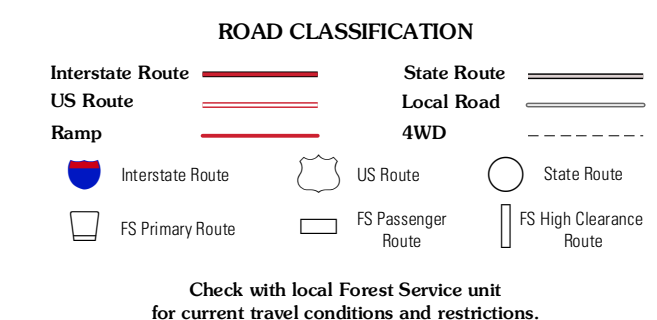 ROAD CLASSIFICATION
Interstate Route
State Route
US Route
Local Road
Ramp
4WD
Interstate Route
US Route
State Route
FS Primary Route
FS Passenger
Route
FS High Clearance
Route
Check with local Forest Service unit
for current travel conditions and restrictions.